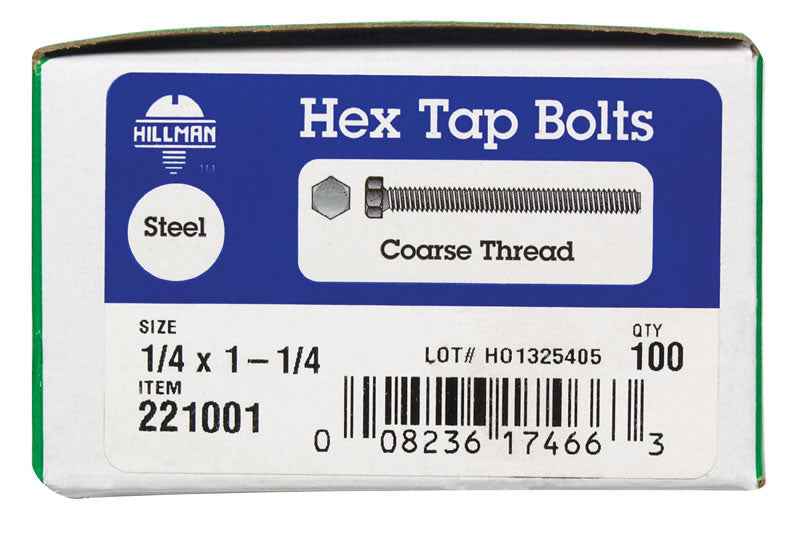 HILLMAN
Hex Tap Bolts
Steel
Coarse Thread
SIZE
1/4 x 1-1/4
ITEM
221001
LOT# H01325405
QTY
100
0 08236 17466 3